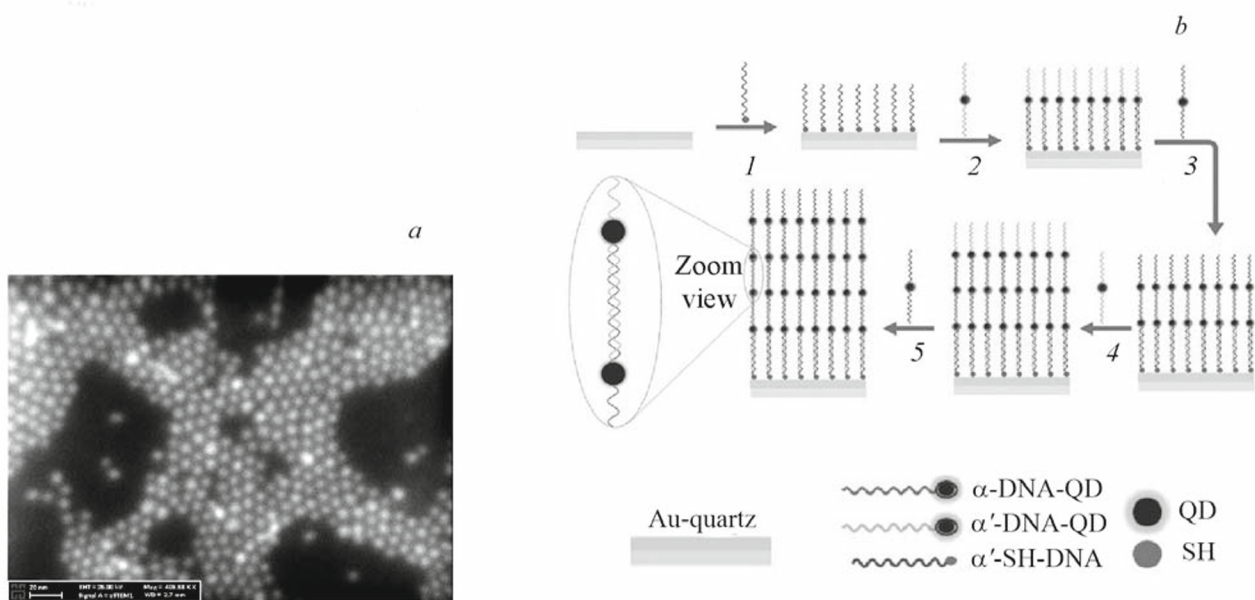 b
1
2
3
a
Zoom
view
5
4
α-DNA-QD
α′-DNA-QD
α′-SH-DNA
QD
SH
Au-quartz
20 nm